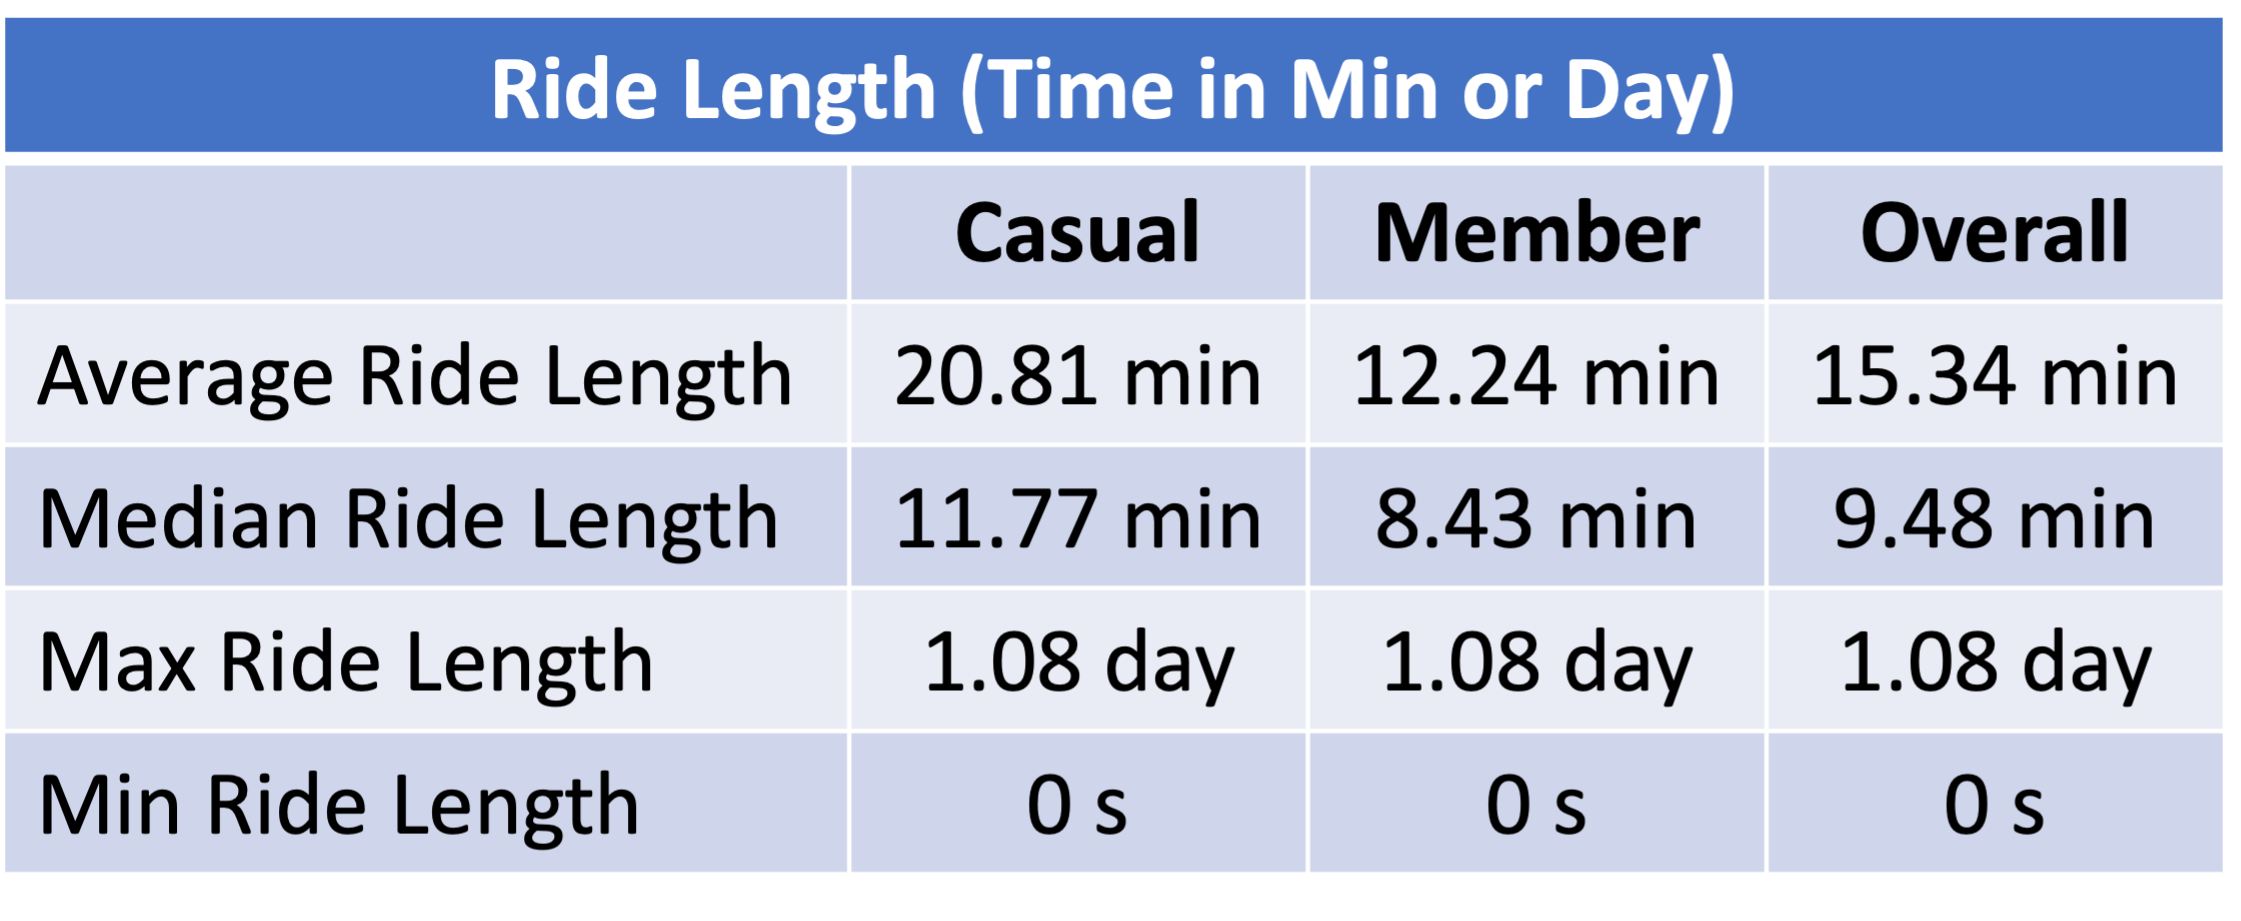 Ride Length (Time in Min or Day)
Casual Member Overall
Average Ride Length 20.81 min 12.24 min 15.34 min
Median Ride Length 11.77 min 8.43 min 9.48 min
Max Ride Length 1.08 day 1.08 day 1.08 day
Min Ride Length 0 s 0 s 0 s